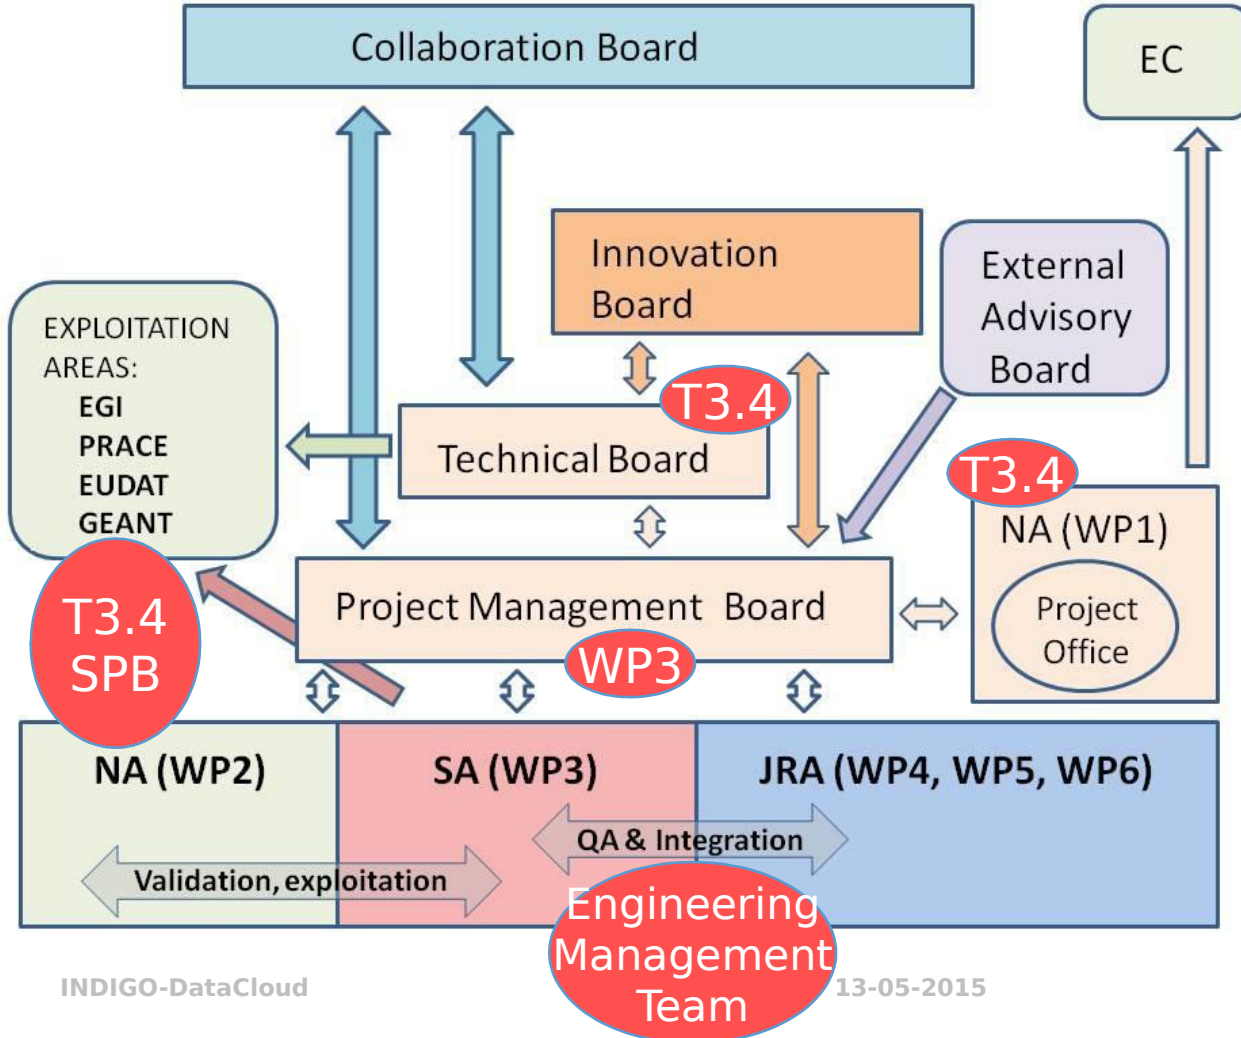 Collaboration Board
EC
Innovation
Board
External
Advisory
Board
EXPLOITATION
AREAS:
EGI
PRACE
EUDAT
GEANT
T3.4
Technical Board
T3.4
NA (WP1)
Project
Office
T3.4
SPB
Project Management Board
WP3
NA (WP2)
SA (WP3)
JRA (WP4, WP5, WP6)
QA & Integration
Validation, exploitation
Engineering
Management
Team
INDIGO-DataCloud
13-05-2015